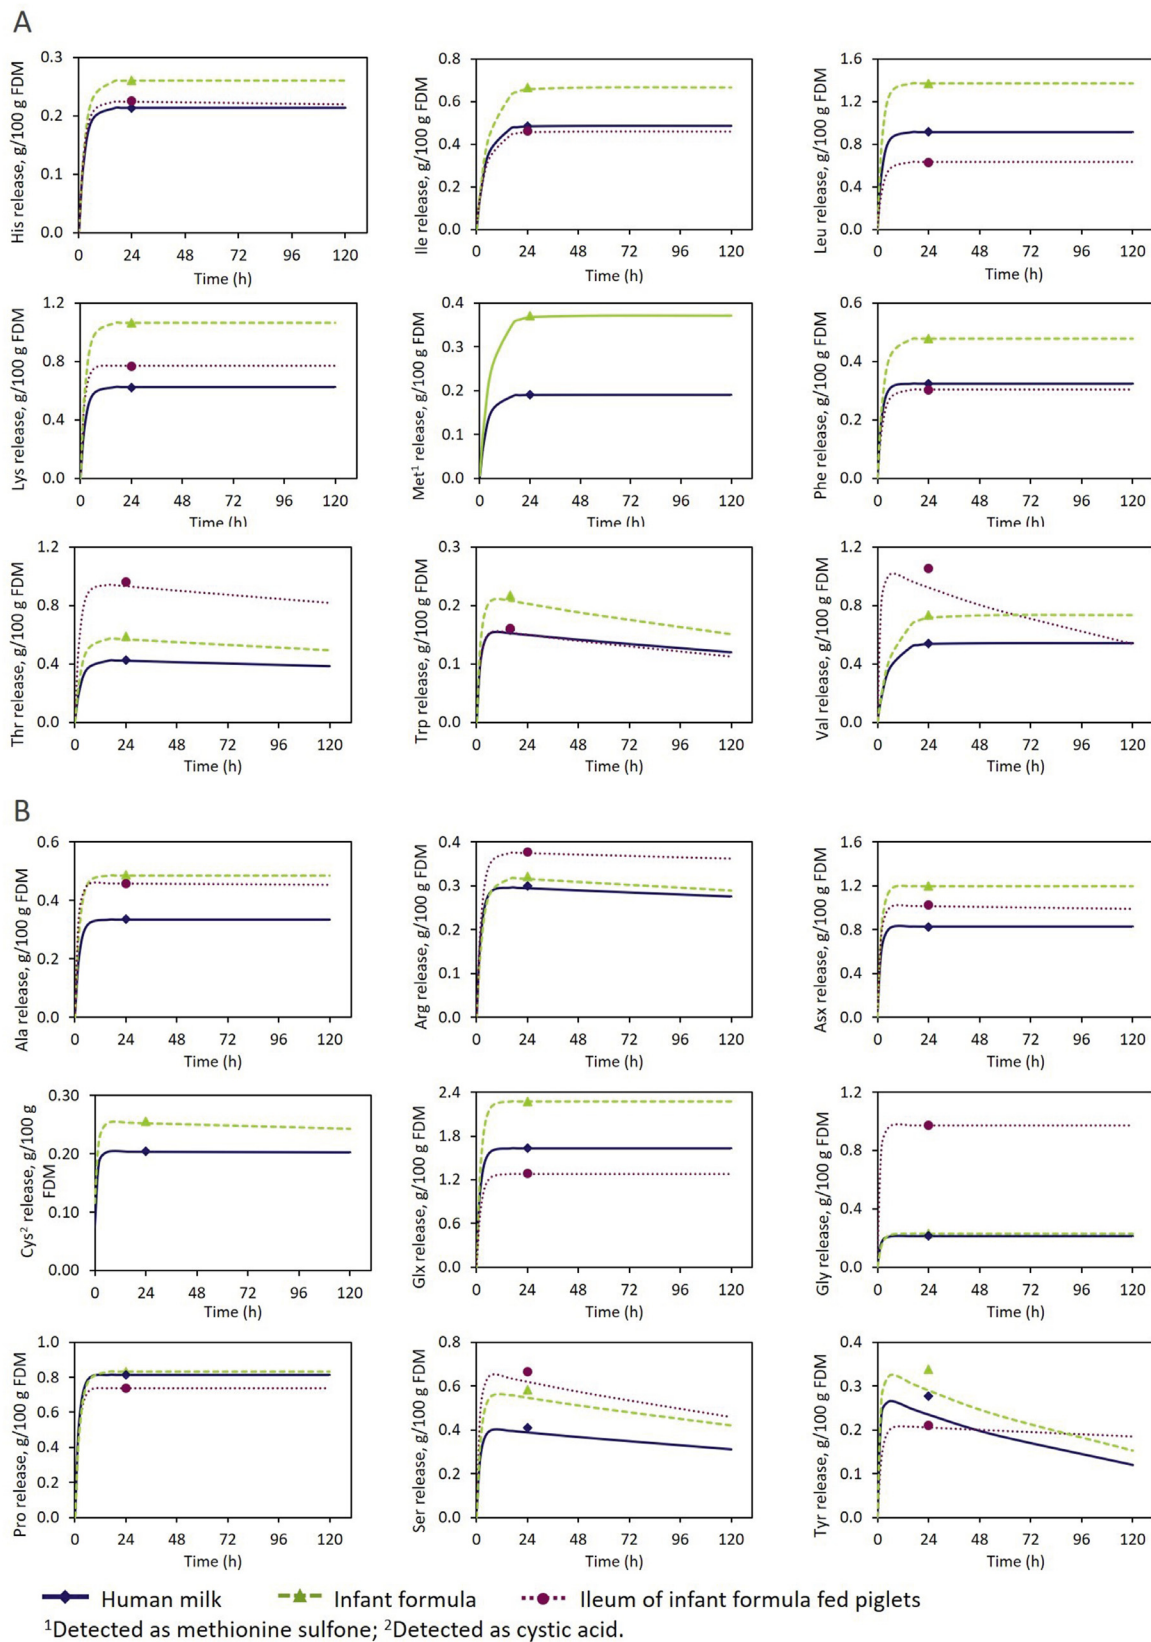 A
His release, g/100 g FDM
0.3
0.2
0.1
0.0
0 24 48 72 96 120
Time (h)
Ile release, g/100 g FDM
0.8
0.6
0.4
0.2
0.0
0 24 48 72 96 120
Time (h)
Leu release, g/100 g FDM
1.6
1.2
0.8
0.4
0.0
0 24 48 72 96 120
Time (h)
Lys release, g/100 g FDM
1.2
0.8
0.4
0.0
0 24 48 72 96 120
Time (h)
Met¹ release, g/100 g FDM
0.4
0.3
0.2
0.1
0.0
0 24 48 72 96 120
Time (h)
Phe release, g/100 g FDM
0.6
0.4
0.2
0.0
0 24 48 72 96 120
Time (h)
Thr release, g/100 g FDM
1.2
0.8
0.4
0.0
0 24 48 72 96 120
Time (h)
Trp release, g/100 g FDM
0.3
0.2
0.1
0.0
0 24 48 72 96 120
Time (h)
Val release, g/100 g FDM
1.2
0.8
0.4
0.0
0 24 48 72 96 120
Time (h)
B
Ala release, g/100 g FDM
0.6
0.4
0.2
0.0
0 24 48 72 96 120
Time (h)
Arg release, g/100 g FDM
0.4
0.3
0.2
0.1
0.0
0 24 48 72 96 120
Time (h)
Asx release, g/100 g FDM
1.6
1.2
0.8
0.4
0.0
0 24 48 72 96 120
Time (h)
Cys² release, g/100 g
FDM
0.30
0.20
0.10
0.00
0 24 48 72 96 120
Time (h)
Glx release, g/100 g FDM
2.4
1.8
1.2
0.6
0.0
0 24 48 72 96 120
Time (h)
Gly release, g/100 g FDM
1.2
0.8
0.4
0.0
0 24 48 72 96 120
Time (h)
Pro release, g/100 g FDM
1.0
0.8
0.6
0.4
0.2
0.0
0 24 48 72 96 120
Time (h)
Ser release, g/100 g FDM
0.8
0.6
0.4
0.2
0.0
0 24 48 72 96 120
Time (h)
Tyr release, g/100 g FDM
0.4
0.3
0.2
0.1
0.0
0 24 48 72 96 120
Time (h)
Human milk Infant formula Ileum of infant formula fed piglets
¹Detected as methionine sulfone; ²Detected as cystic acid.